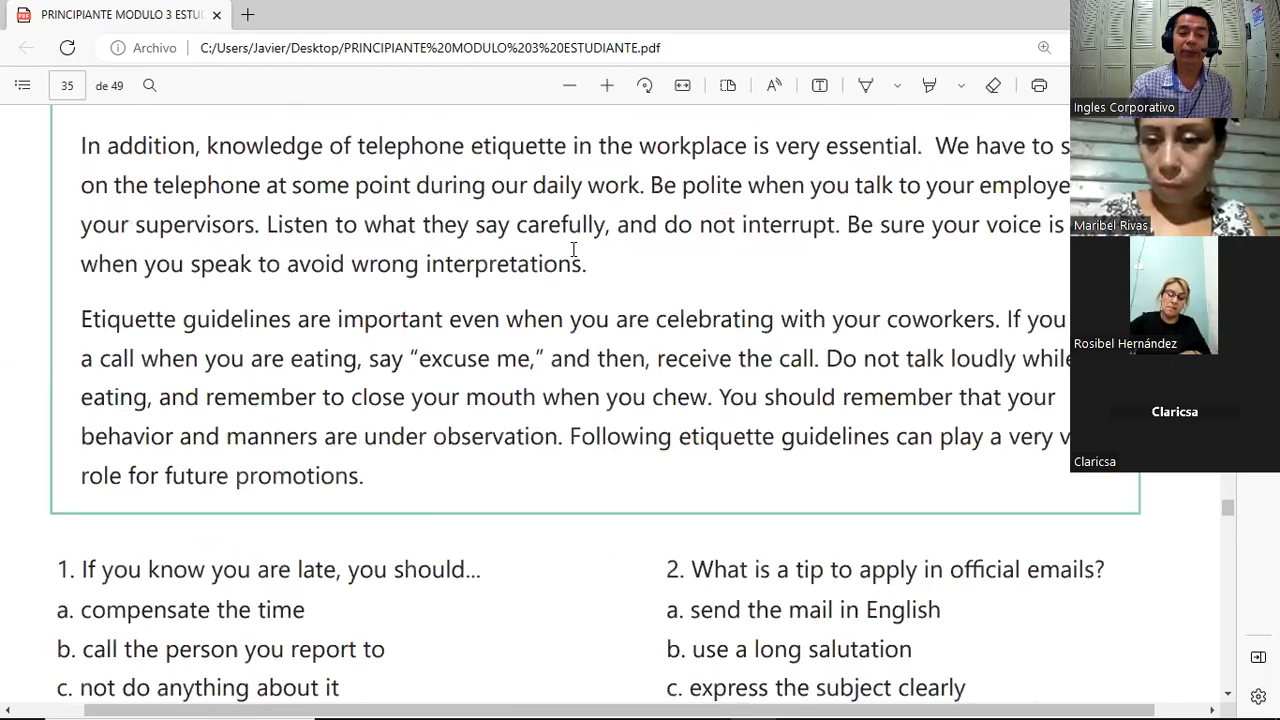 PRINCIPIANTE MODULO 3 ESTU
Archivo
C:/Users/Javier/Desktop/PRINCIPIANTE%20MODULO%203%20ESTUDIANTE.pdf
35
de 49
In addition, knowledge of telephone etiquette in the workplace is very essential. We have to s
on the telephone at some point during our daily work. Be polite when you talk to your employe
your supervisors. Listen to what they say carefully, and do not interrupt. Be sure your voice is
when you speak to avoid wrong interpretations.
Etiquette guidelines are important even when you are celebrating with your coworkers. If you
a call when you are eating, say “excuse me,” and then, receive the call. Do not talk loudly while
eating, and remember to close your mouth when you chew. You should remember that your
behavior and manners are under observation. Following etiquette guidelines can play a very v
role for future promotions.
1. If you know you are late, you should...
a. compensate the time
b. call the person you report to
c. not do anything about it
2. What is a tip to apply in official emails?
a. send the mail in English
b. use a long salutation
c. express the subject clearly
Ingles Corporativo
Maribel Rivas
Rosibel Hernández
Claricsa
Claricsa